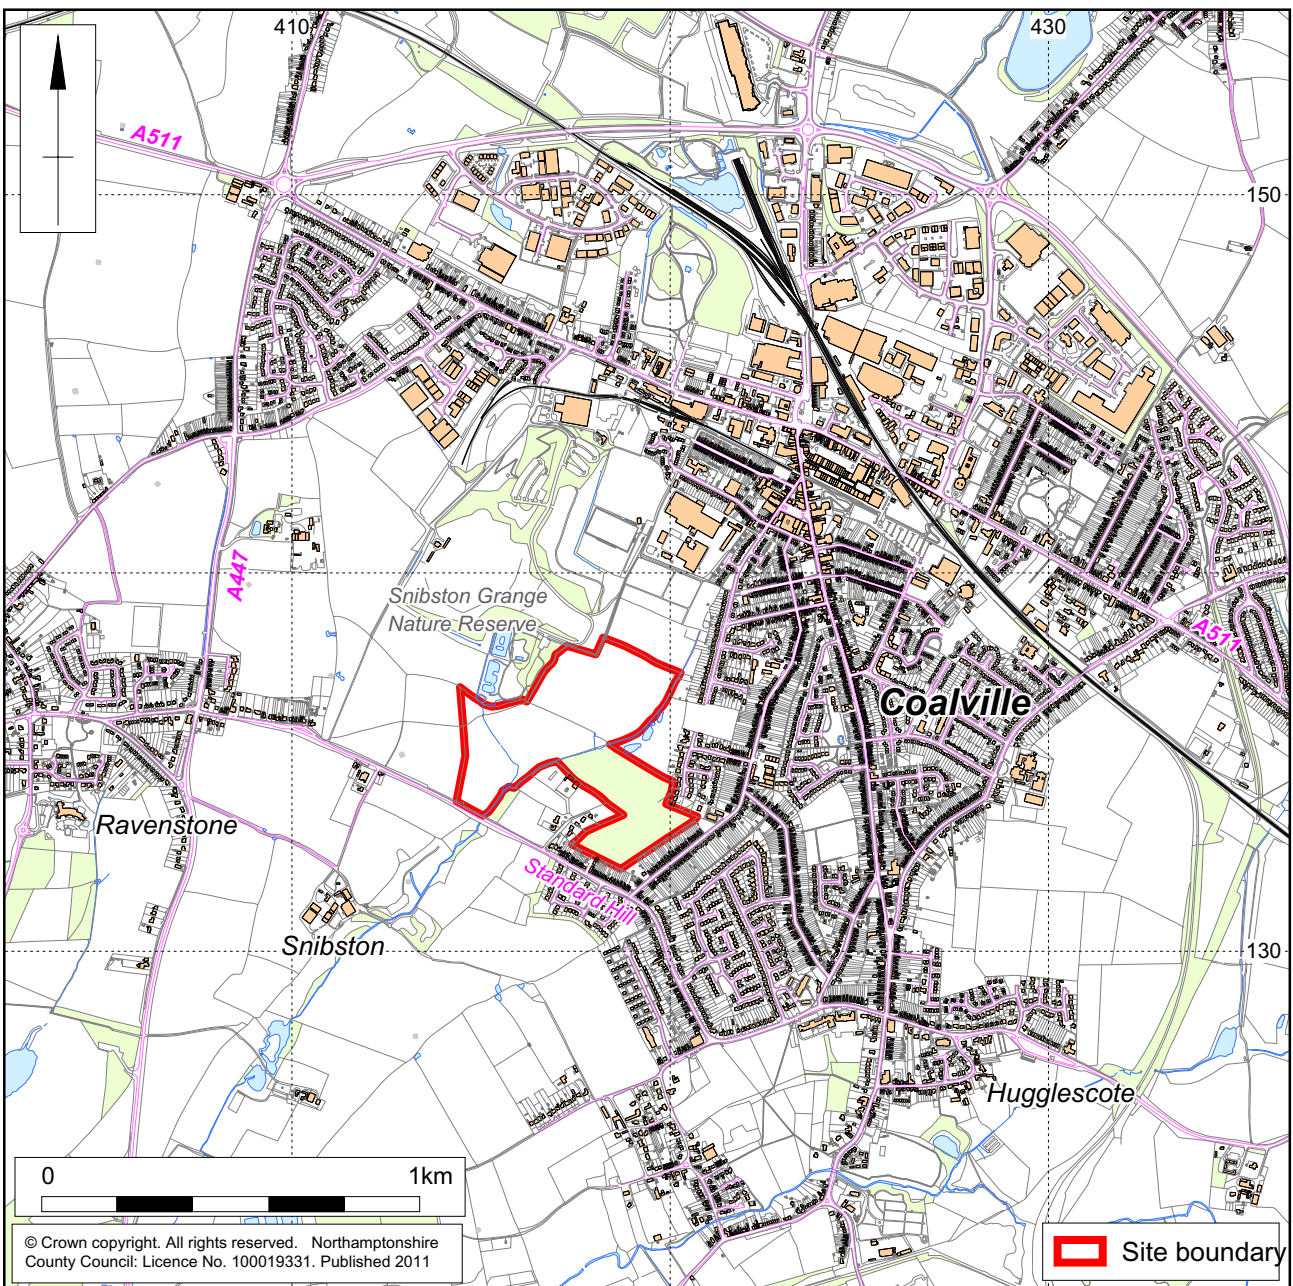 410
430
A511
150
A447
Snibston Grange
Nature Reserve
A511
Coalville
Ravenstone
Standard Hill
Snibston
130
Hugglescote
0 1km
© Crown copyright. All rights reserved. Northamptonshire
County Council: Licence No. 100019331. Published 2011
Site boundary